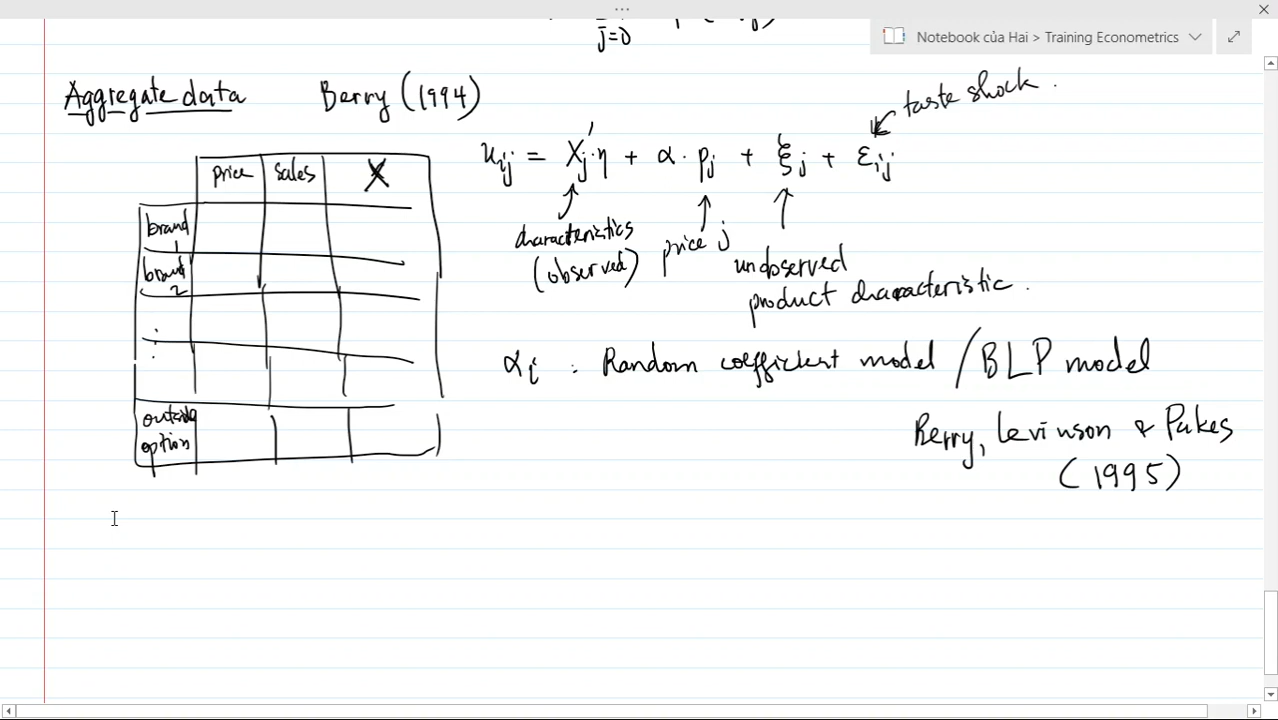 j=0
Notebook của Hai > Training Econometrics
Aggregate data Berry (1994)
taste shock.
u_ij = X_j'·η + α·p_j + ξ_j + ε_ij
price sales X
brand 1
brand 2
⋮
outside option
characteristics (observed)
price j
undoserved product characteristic.
α_i : Random coefficient model / BLP model
Berry, Levinson & Pakes
(1995)